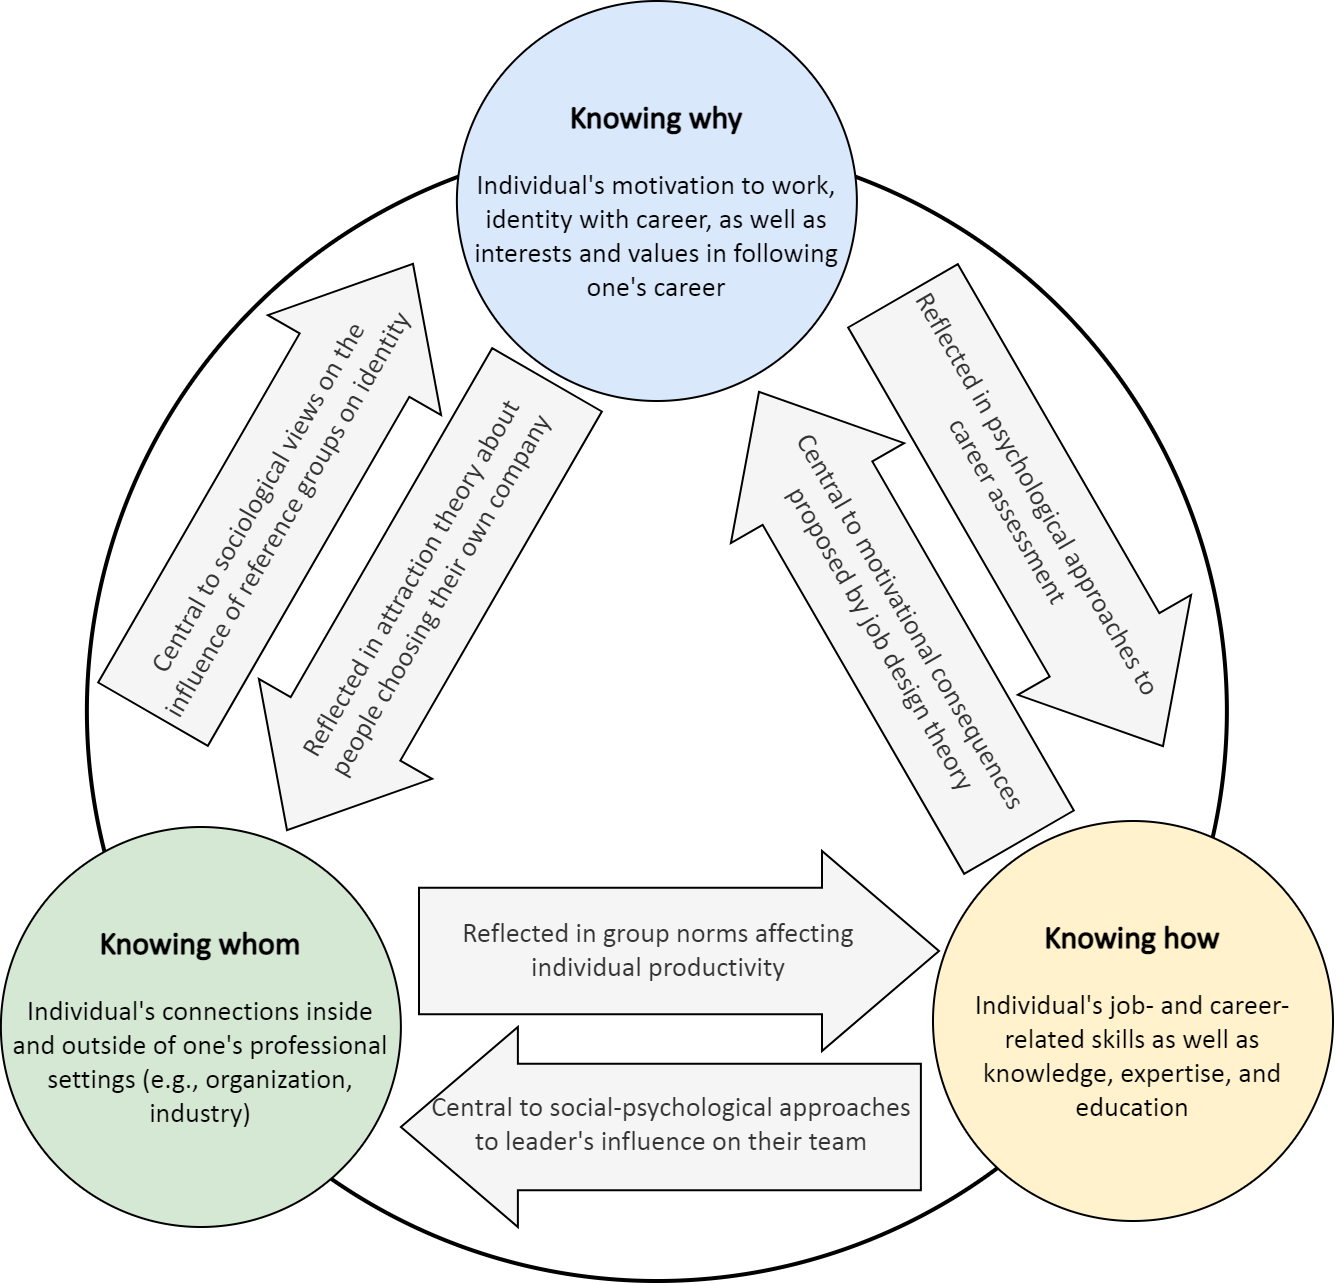 Knowing why
Individual's motivation to work,
identity with career, as well as
interests and values in following
one's career
Central to sociological views on the
influence of reference groups on identity
Reflected in attraction theory about
people choosing their own company
Central to motivational consequences
proposed by job design theory
Reflected in psychological approaches to
career assessment
Knowing whom
Individual's connections inside
and outside of one's professional
settings (e.g., organization,
industry)
Reflected in group norms affecting
individual productivity
Central to social-psychological approaches
to leader's influence on their team
Knowing how
Individual's job- and career-
related skills as well as
knowledge, expertise, and
education